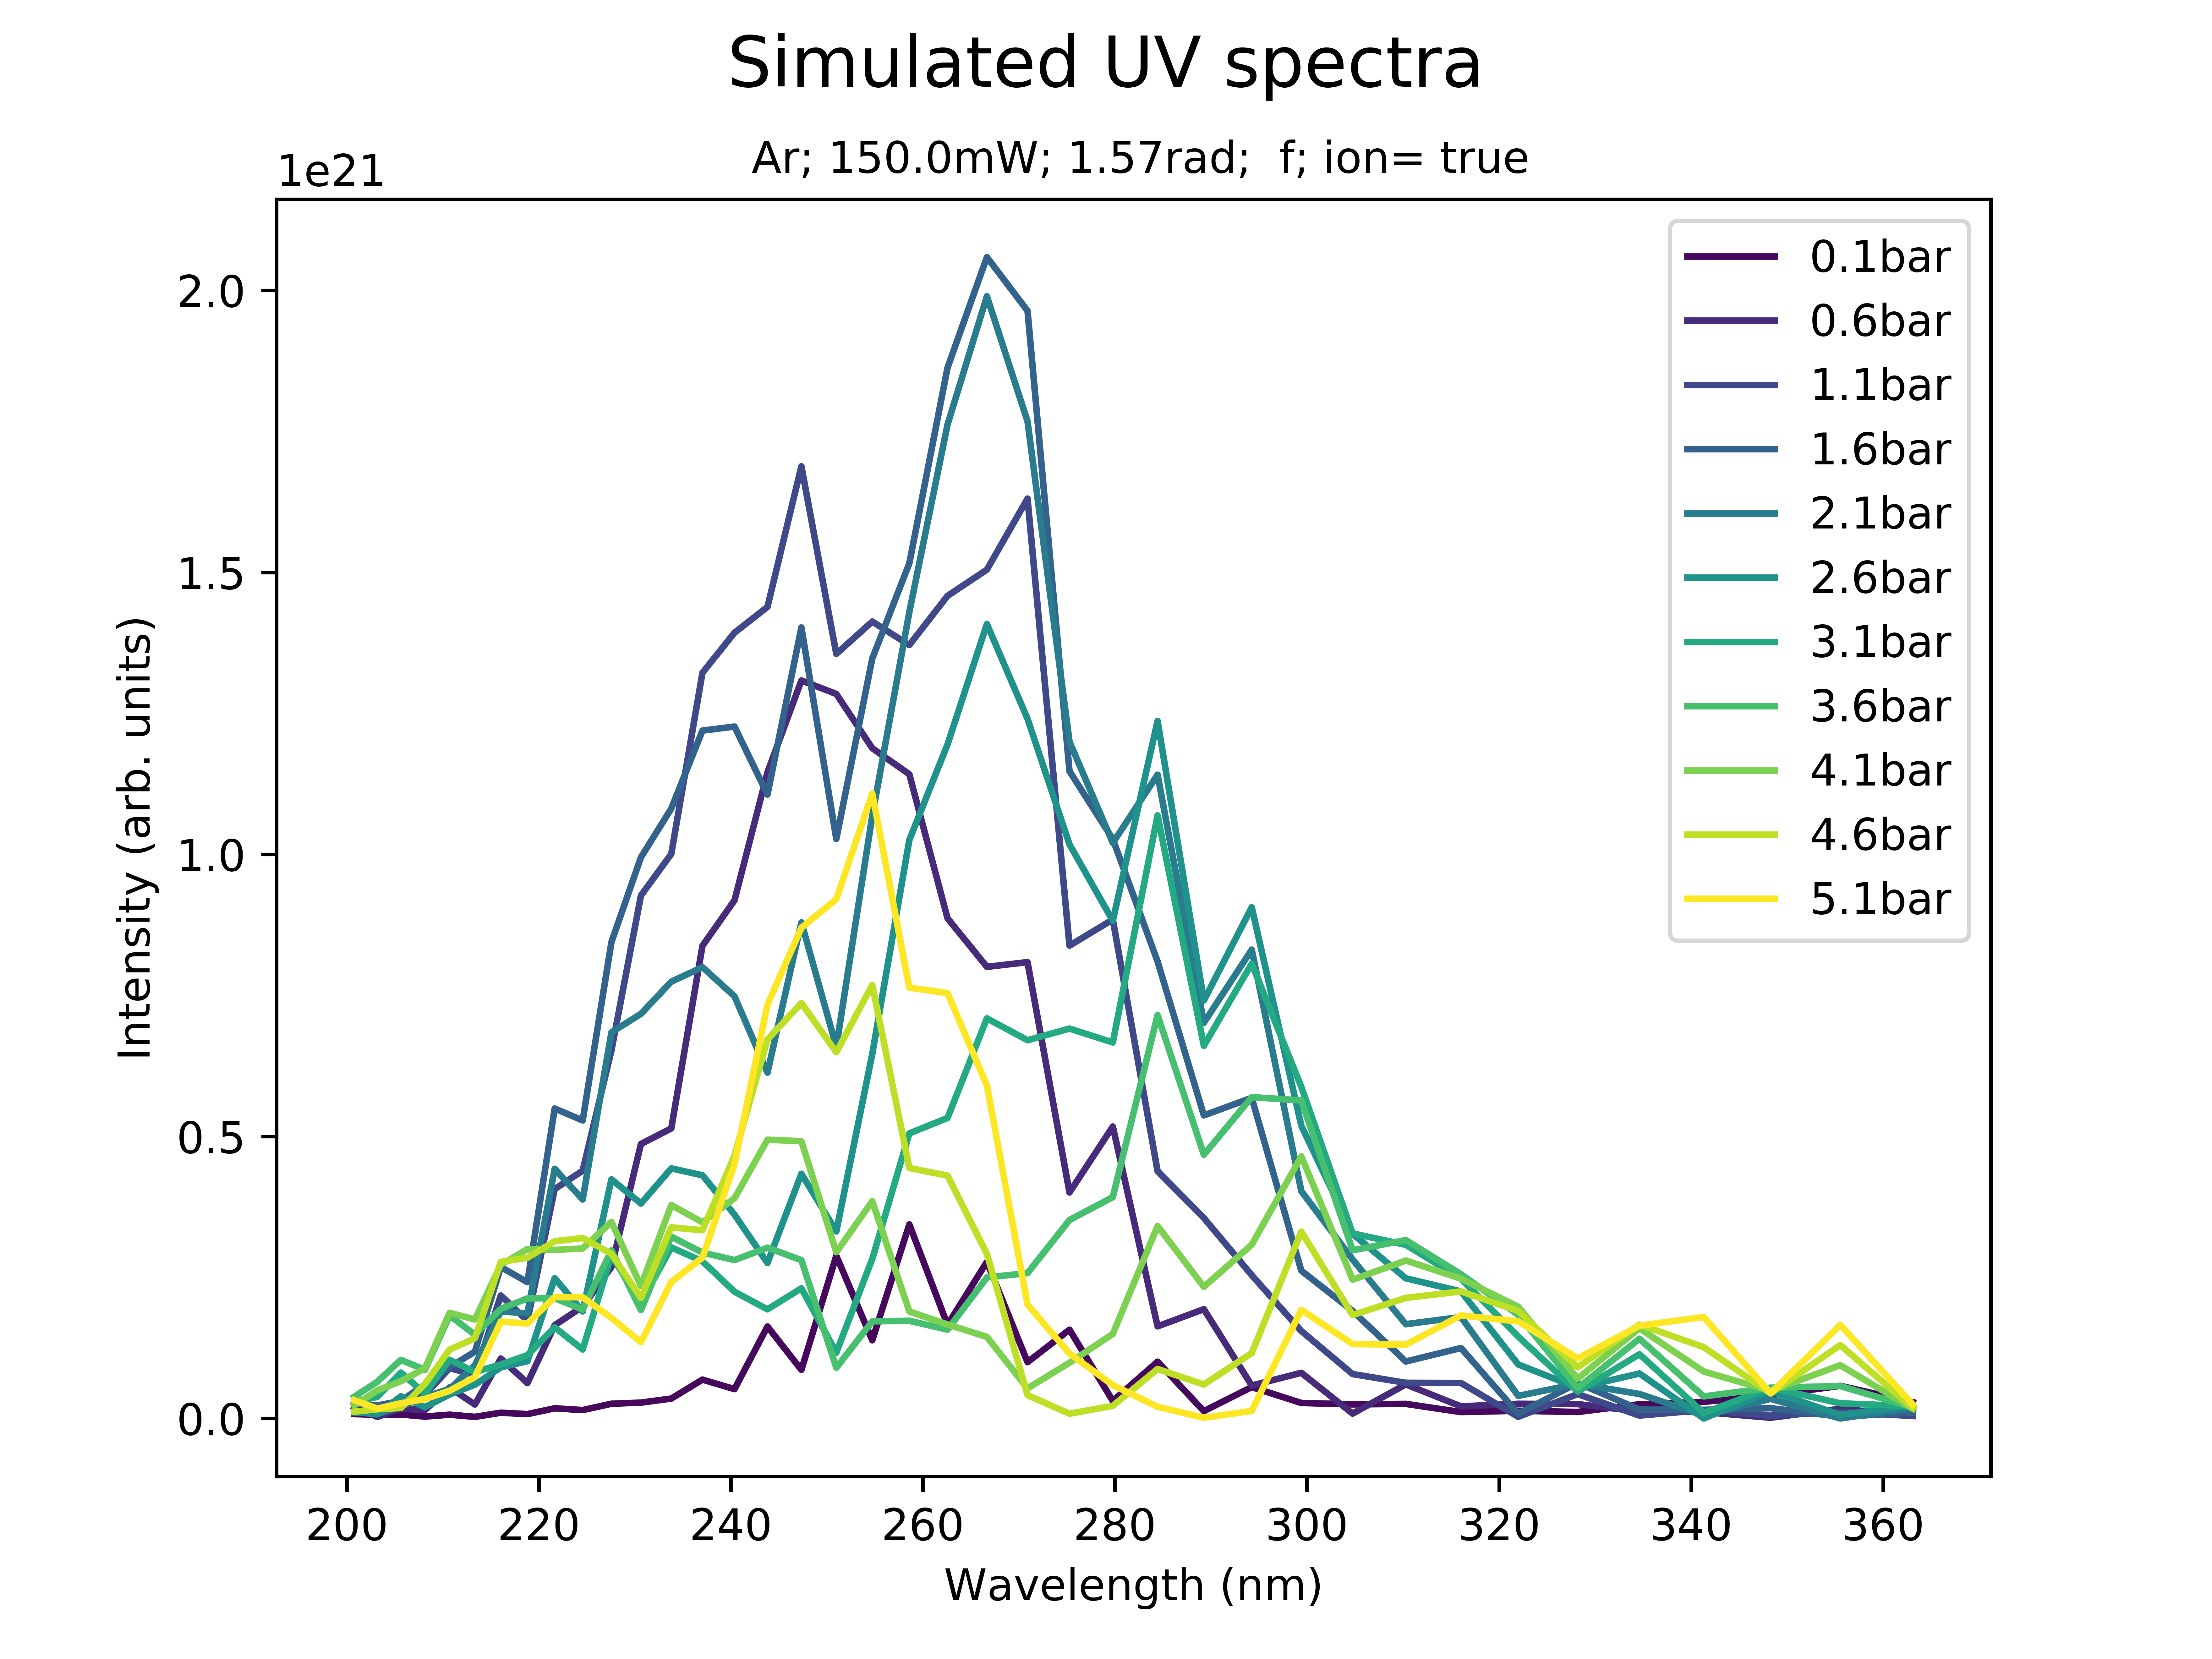 Simulated UV spectra
Ar; 150.0mW; 1.57rad;  f; ion= true
1e21
2.0
1.5
1.0
0.5
0.0
Intensity (arb. units)
200 220 240 260 280 300 320 340 360
Wavelength (nm)
0.1bar
0.6bar
1.1bar
1.6bar
2.1bar
2.6bar
3.1bar
3.6bar
4.1bar
4.6bar
5.1bar